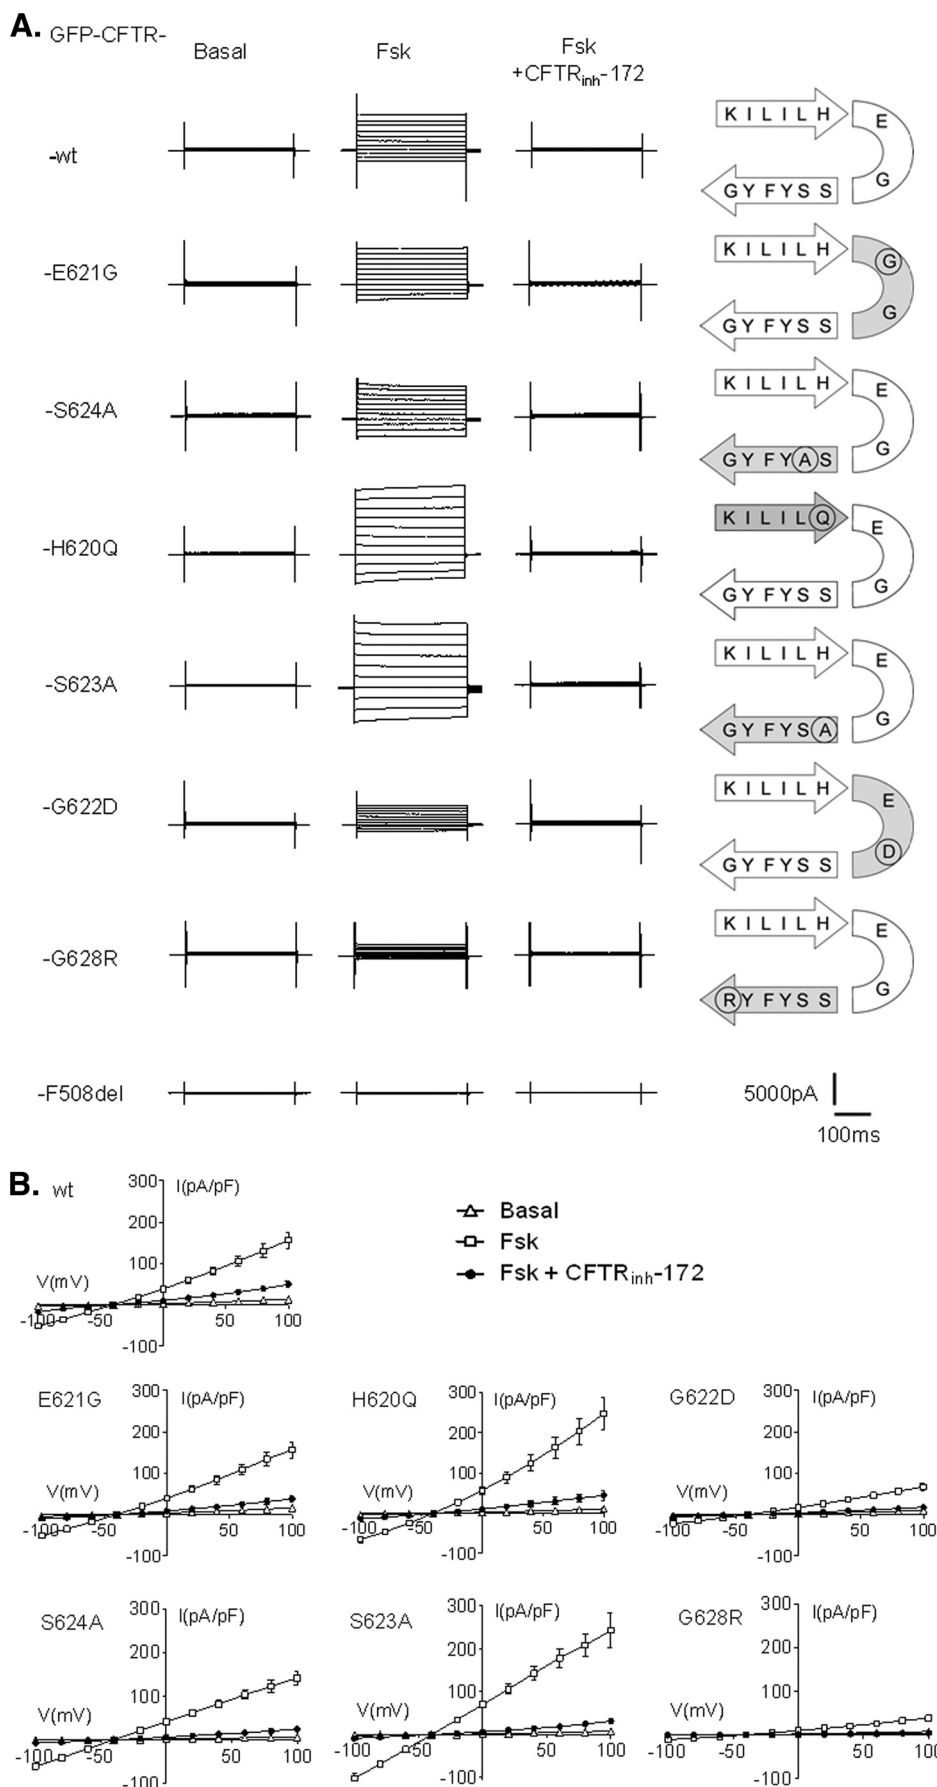 A. GFP-CFTR-
Basal Fsk Fsk
+CFTRinh-172
-wt
K I L I L H E
G Y F Y S S G
-E621G
K I L I L H G
G Y F Y S S G
-S624A
K I L I L H E
G Y F Y A S G
-H620Q
K I L I L Q E
G Y F Y S S G
-S623A
K I L I L H E
G Y F Y S A G
-G622D
K I L I L H E
G Y F Y S S D
-G628R
K I L I L H E
R Y F Y S S G
-F508del
5000pA
100ms
B. wt
300 I(pA/pF)
200
100
V(mV)
-100 -50 50 100
-100
Basal
Fsk
Fsk + CFTRinh-172
E621G
300 I(pA/pF)
200
100
V(mV)
-100 -50 50 100
-100
H620Q
300 I(pA/pF)
200
100
V(mV)
-100 -50 50 100
-100
G622D
300 I(pA/pF)
200
100
V(mV)
-100 -50 50 100
-100
S624A
300 I(pA/pF)
200
100
V(mV)
-100 -50 50 100
-100
S623A
300 I(pA/pF)
200
100
V(mV)
-100 -50 50 100
-100
G628R
300 I(pA/pF)
200
100
V(mV)
-100 -50 50
-100